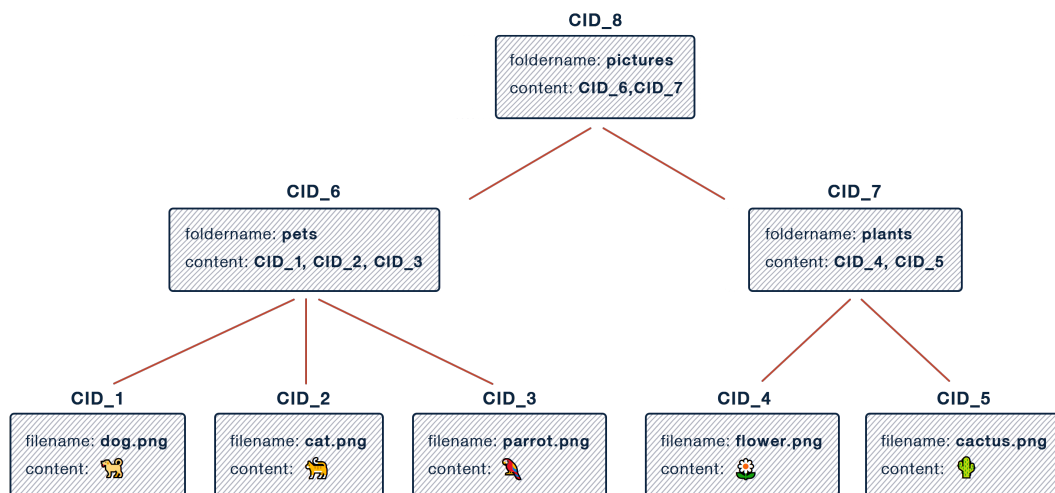 CID_8
foldername: pictures
content: CID_6,CID_7
CID_6
foldername: pets
content: CID_1, CID_2, CID_3
CID_7
foldername: plants
content: CID_4, CID_5
CID_1
filename: dog.png
content:
CID_2
filename: cat.png
content:
CID_3
filename: parrot.png
content:
CID_4
filename: flower.png
content:
CID_5
filename: cactus.png
content: